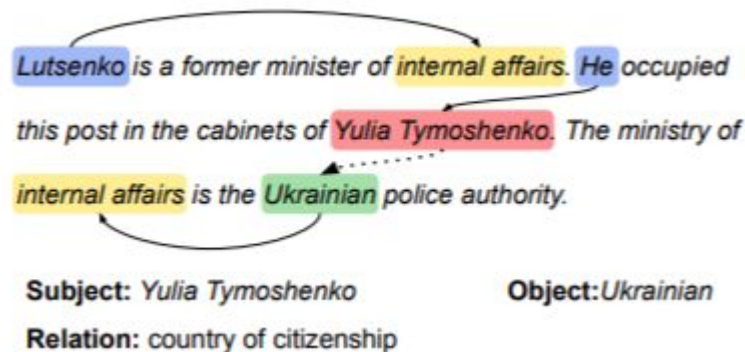 Lutsenko is a former minister of internal affairs. He occupied
this post in the cabinets of Yulia Tymoshenko. The ministry of
internal affairs is the Ukrainian police authority.
Subject: Yulia Tymoshenko Object:Ukrainian
Relation: country of citizenship